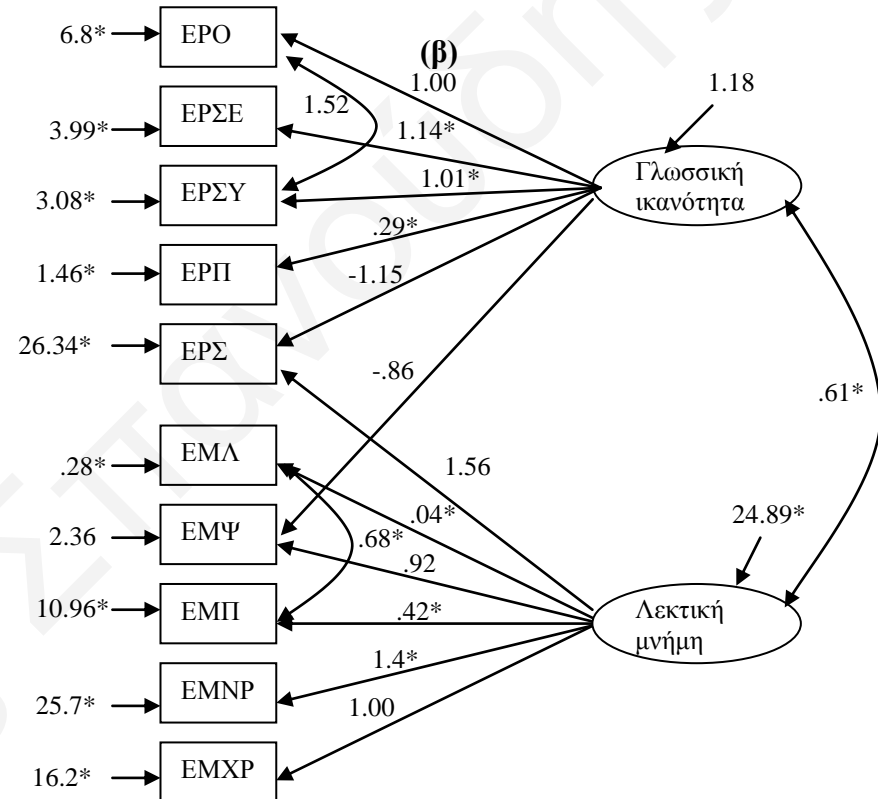 6.8*
ΕΡΟ
(β)
1.00
1.18
1.52
3.99*
ΕΡΣΕ
1.14*
Γλωσσική
ικανότητα
3.08*
ΕΡΣΥ
1.01*
.29*
1.46*
ΕΡΠ
-1.15
26.34*
ΕΡΣ
-.86
.61*
.28*
ΕΜΛ
1.56
.04*
24.89*
2.36
ΕΜΨ
.68*
.92
10.96*
ΕΜΠ
.42*
Λεκτική
μνήμη
1.4*
25.7*
ΕΜΝΡ
1.00
16.2*
ΕΜΧΡ